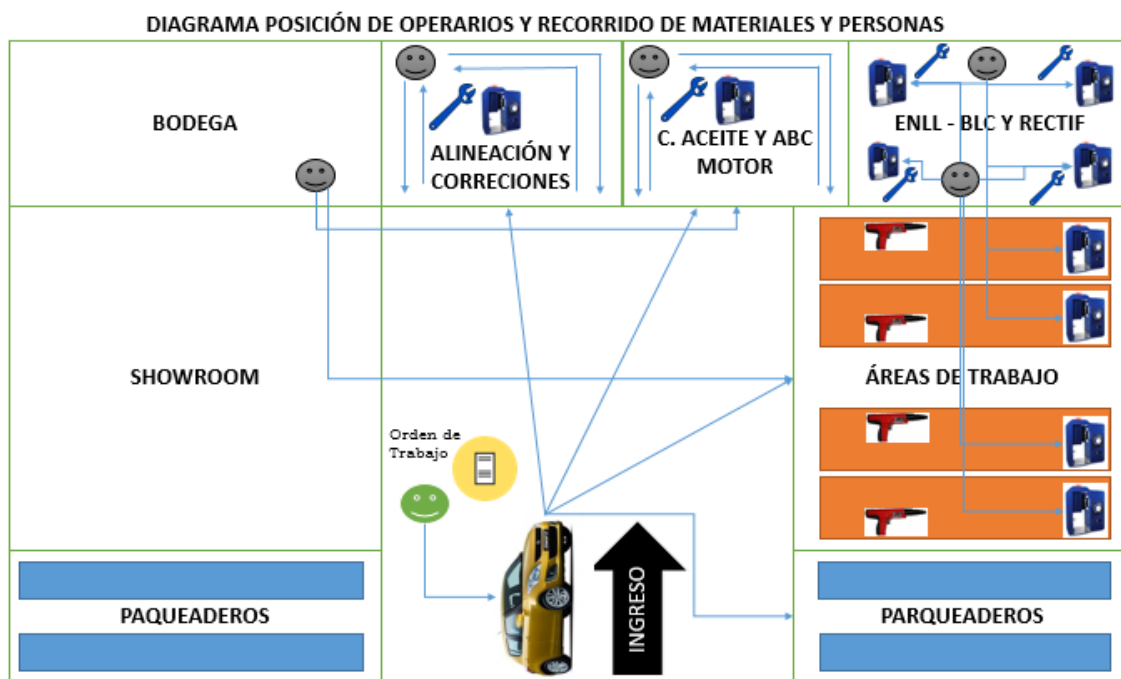 DIAGRAMA POSICIÓN DE OPERARIOS Y RECORRIDO DE MATERIALES Y PERSONAS
BODEGA
ALINEACIÓN Y
CORRECIONES
C. ACEITE Y ABC
MOTOR
ENLL - BLC Y RECTIF
SHOWROOM
ÁREAS DE TRABAJO
Orden de
Trabajo
INGRESO
PAQUEADEROS
PARQUEADEROS